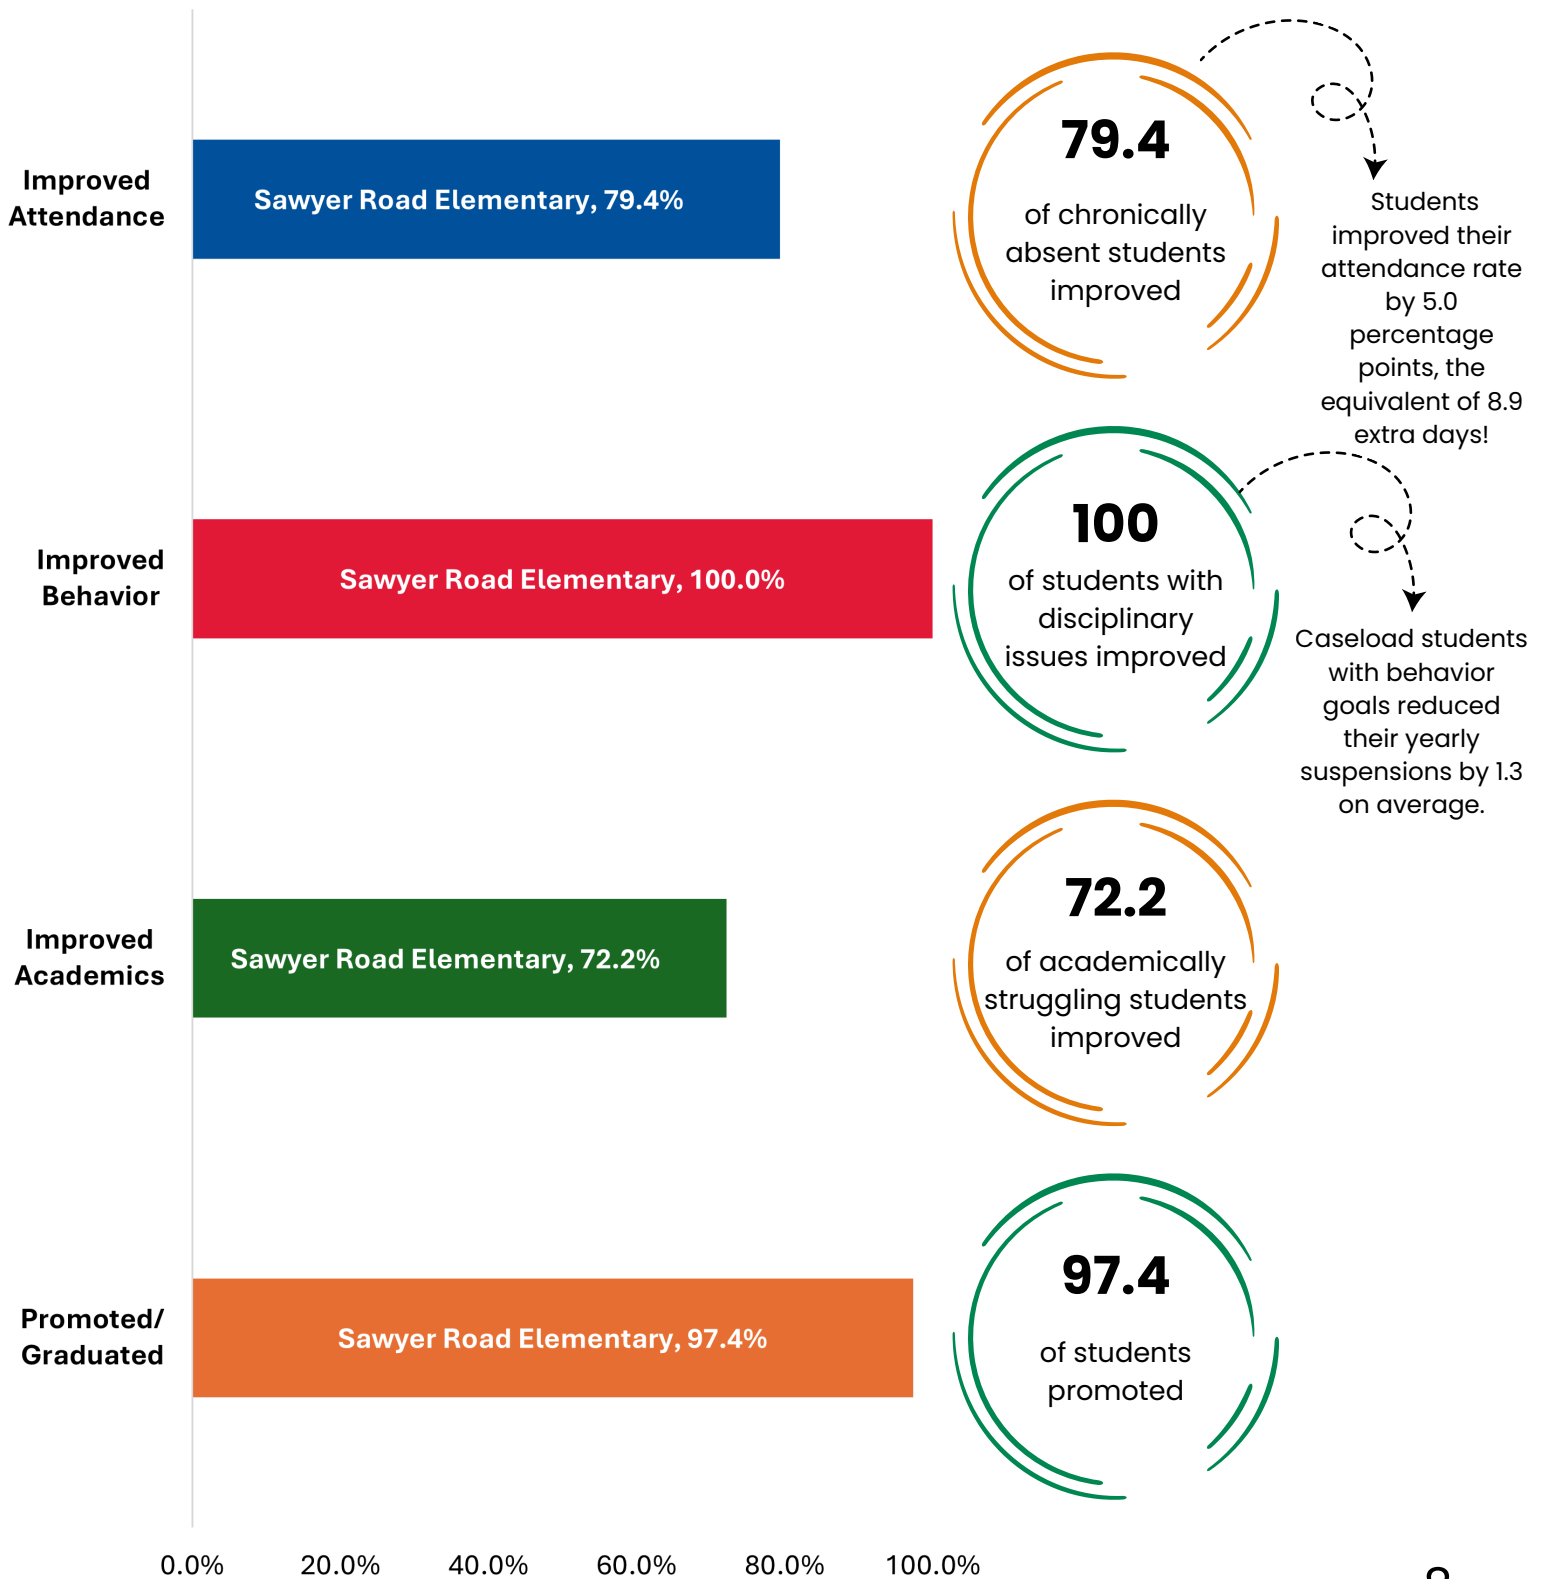 Improved
Attendance
Sawyer Road Elementary, 79.4%
79.4
of chronically
absent students
improved
Students
improved their
attendance rate
by 5.0
percentage
points, the
equivalent of 8.9
extra days!
Improved
Behavior
Sawyer Road Elementary, 100.0%
100
of students with
disciplinary
issues improved
Caseload students
with behavior
goals reduced
their yearly
suspensions by 1.3
on average.
Improved
Academics
Sawyer Road Elementary, 72.2%
72.2
of academically
struggling students
improved
Promoted/
Graduated
Sawyer Road Elementary, 97.4%
97.4
of students
promoted
0.0% 20.0% 40.0% 60.0% 80.0% 100.0%